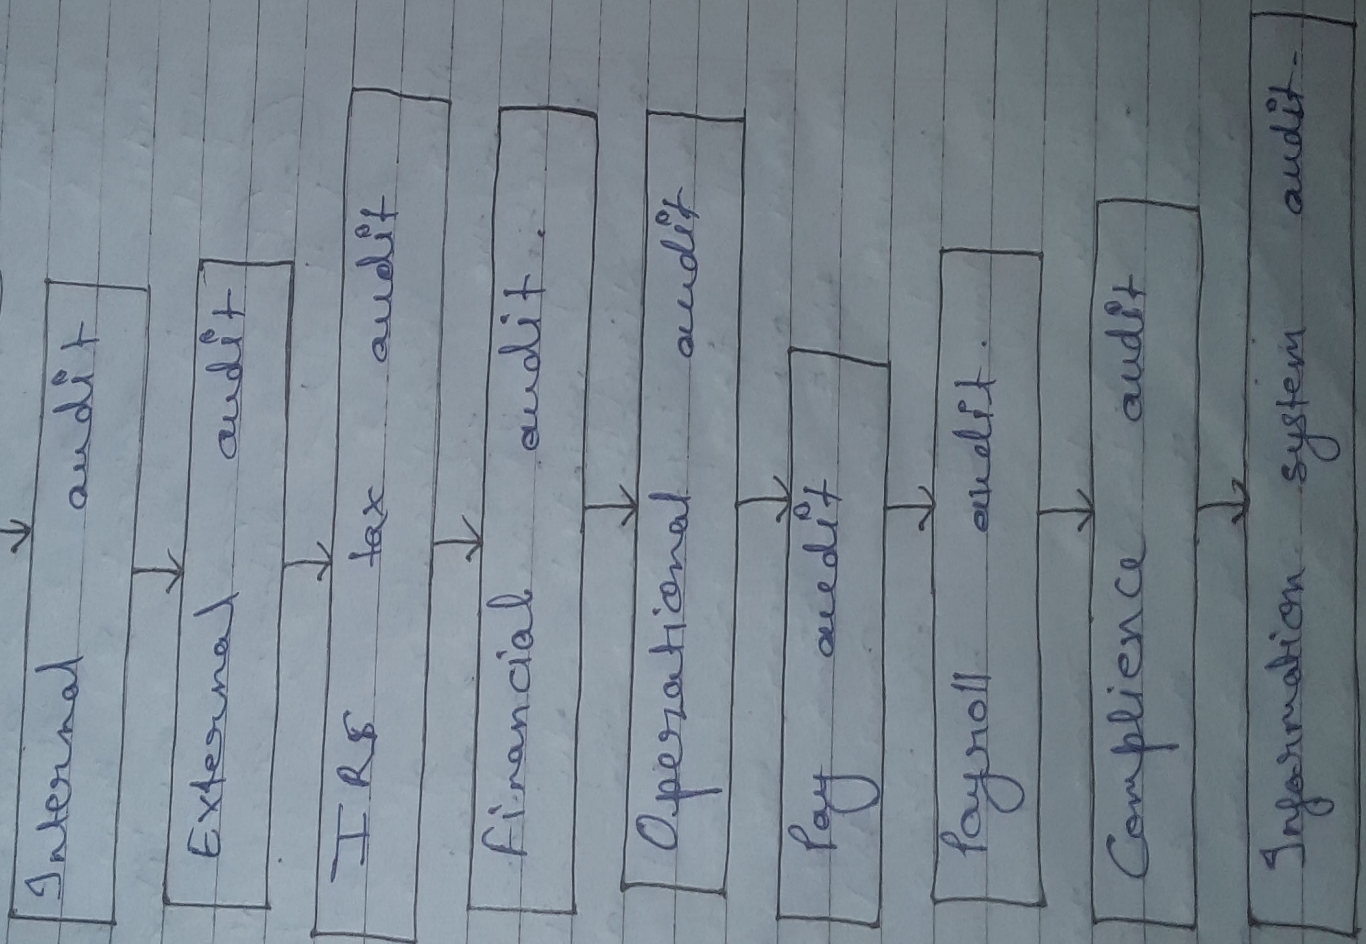 Internal audit
External audit
IRS tax audit
Financial audit.
Operational audit
Pay audit
Payroll audit.
Complience audit
Information system audit.